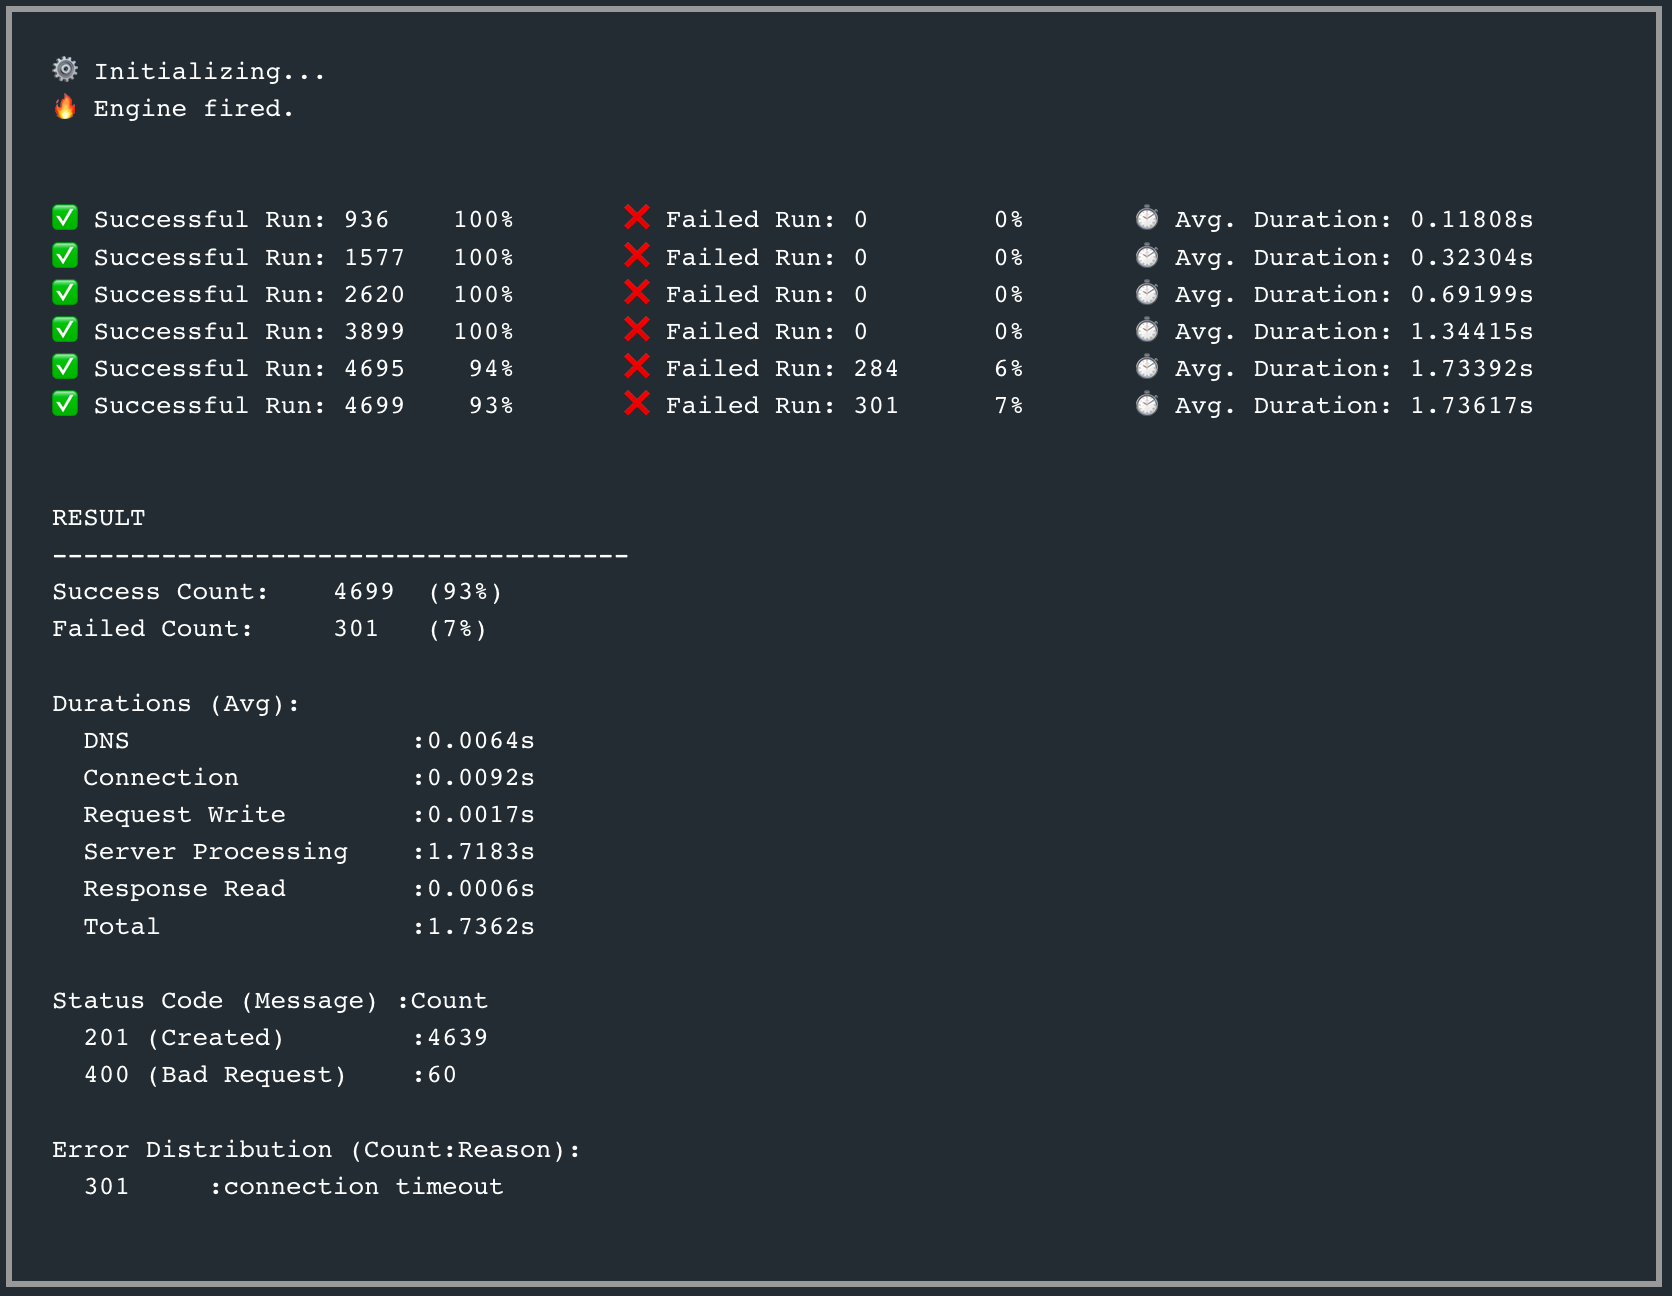 ⚙️ Initializing...
🔥 Engine fired.
✅ Successful Run: 936    100%       ❌ Failed Run: 0        0%       ⏱️ Avg. Duration: 0.11808s
✅ Successful Run: 1577   100%       ❌ Failed Run: 0        0%       ⏱️ Avg. Duration: 0.32304s
✅ Successful Run: 2620   100%       ❌ Failed Run: 0        0%       ⏱️ Avg. Duration: 0.69199s
✅ Successful Run: 3899   100%       ❌ Failed Run: 0        0%       ⏱️ Avg. Duration: 1.34415s
✅ Successful Run: 4695    94%       ❌ Failed Run: 284      6%       ⏱️ Avg. Duration: 1.73392s
✅ Successful Run: 4699    93%       ❌ Failed Run: 301      7%       ⏱️ Avg. Duration: 1.73617s
RESULT
-------------------------------------
Success Count:    4699  (93%)
Failed Count:     301   (7%)
Durations (Avg):
  DNS                  :0.0064s
  Connection           :0.0092s
  Request Write        :0.0017s
  Server Processing    :1.7183s
  Response Read        :0.0006s
  Total                :1.7362s
Status Code (Message) :Count
  201 (Created)        :4639
  400 (Bad Request)    :60
Error Distribution (Count:Reason):
  301     :connection timeout